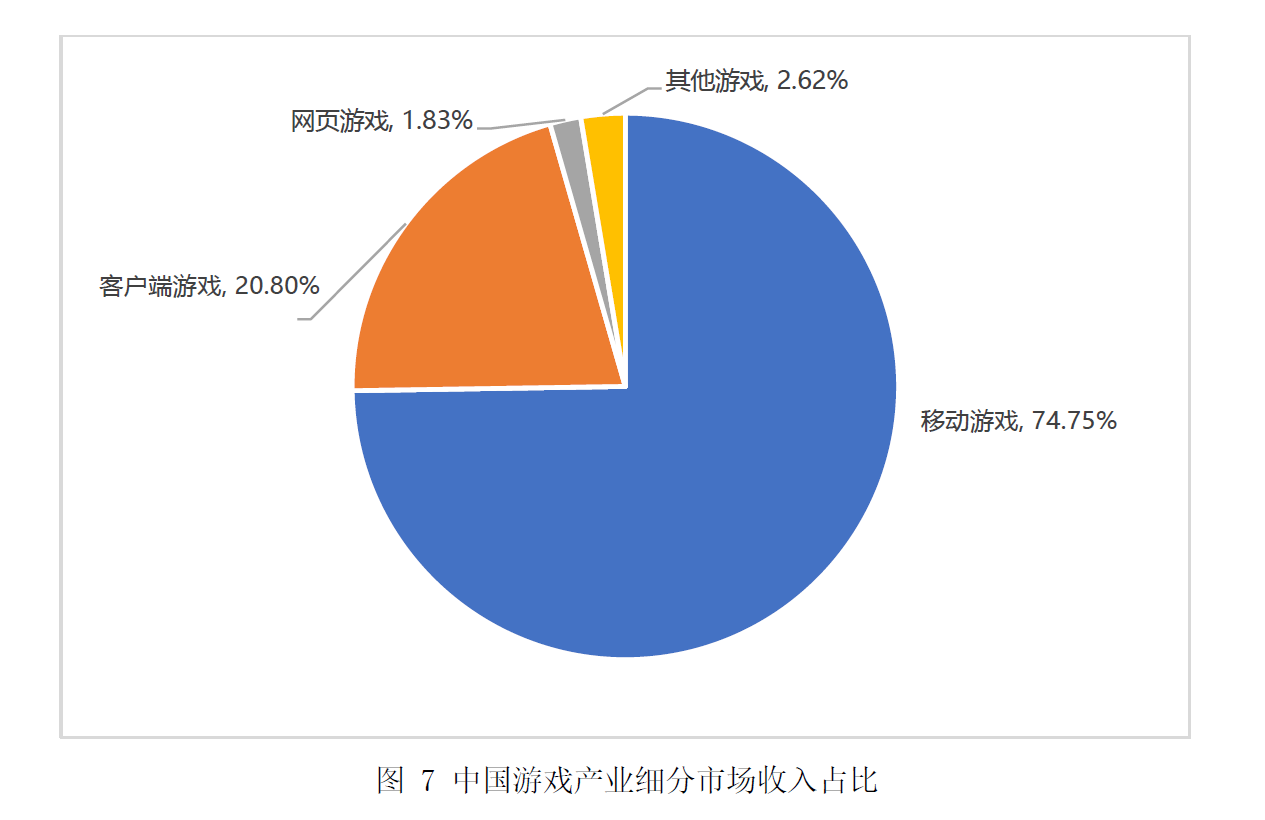 其他游戏, 2.62%
网页游戏, 1.83%
客户端游戏, 20.80%
移动游戏, 74.75%
图 7 中国游戏产业细分市场收入占比